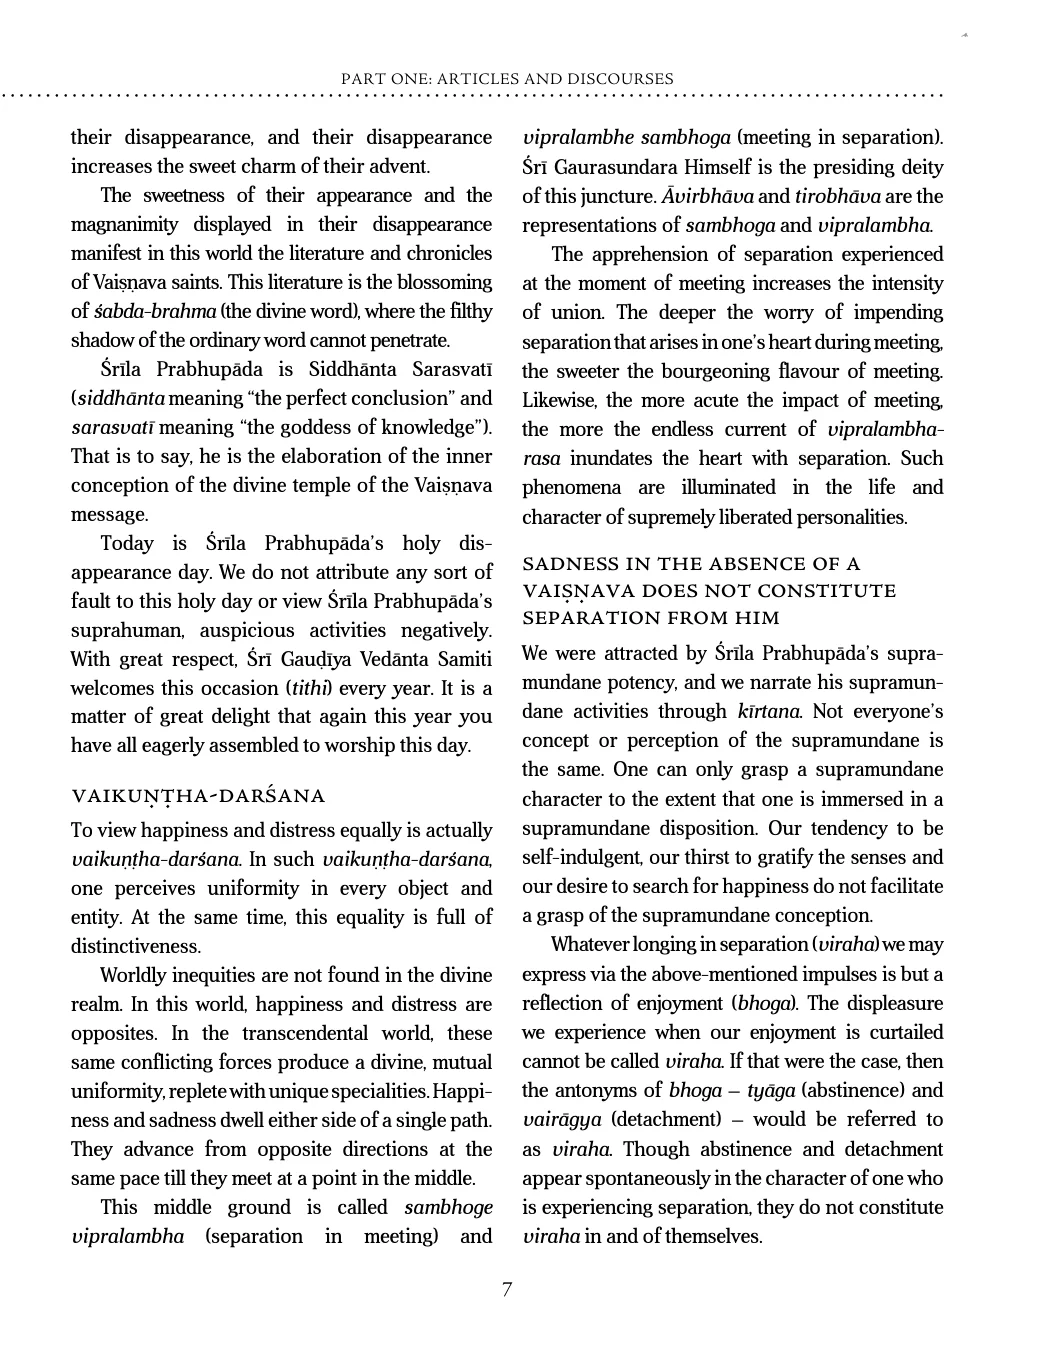 PART ONE: ARTICLES AND DISCOURSES
their disappearance, and their disappearance
increases the sweet charm of their advent.
The sweetness of their appearance and the
magnanimity displayed in their disappearance
manifest in this world the literature and chronicles
of Vaiṣṇava saints. This literature is the blossoming
of śabda-brahma (the divine word), where the filthy
shadow of the ordinary word cannot penetrate.
Śrīla Prabhupāda is Siddhānta Sarasvatī
(siddhānta meaning “the perfect conclusion” and
sarasvatī meaning “the goddess of knowledge”).
That is to say, he is the elaboration of the inner
conception of the divine temple of the Vaiṣṇava
message.
Today is Śrīla Prabhupāda’s holy dis-
appearance day. We do not attribute any sort of
fault to this holy day or view Śrīla Prabhupāda’s
suprahuman, auspicious activities negatively.
With great respect, Śrī Gauḍīya Vedānta Samiti
welcomes this occasion (tithi) every year. It is a
matter of great delight that again this year you
have all eagerly assembled to worship this day.
VAIKUṆṬHA-DARŚANA
To view happiness and distress equally is actually
vaikuṇṭha-darśana. In such vaikuṇṭha-darśana,
one perceives uniformity in every object and
entity. At the same time, this equality is full of
distinctiveness.
Worldly inequities are not found in the divine
realm. In this world, happiness and distress are
opposites. In the transcendental world, these
same conflicting forces produce a divine, mutual
uniformity, replete with unique specialities. Happi-
ness and sadness dwell either side of a single path.
They advance from opposite directions at the
same pace till they meet at a point in the middle.
This middle ground is called sambhoge
vipralambha (separation in meeting) and
vipralambhe sambhoga (meeting in separation).
Śrī Gaurasundara Himself is the presiding deity
of this juncture. Āvirbhāva and tirobhāva are the
representations of sambhoga and vipralambha.
The apprehension of separation experienced
at the moment of meeting increases the intensity
of union. The deeper the worry of impending
separation that arises in one’s heart during meeting,
the sweeter the bourgeoning flavour of meeting.
Likewise, the more acute the impact of meeting,
the more the endless current of vipralambha-
rasa inundates the heart with separation. Such
phenomena are illuminated in the life and
character of supremely liberated personalities.
SADNESS IN THE ABSENCE OF A
VAIṢṆAVA DOES NOT CONSTITUTE
SEPARATION FROM HIM
We were attracted by Śrīla Prabhupāda’s supra-
mundane potency, and we narrate his supramun-
dane activities through kīrtana. Not everyone’s
concept or perception of the supramundane is
the same. One can only grasp a supramundane
character to the extent that one is immersed in a
supramundane disposition. Our tendency to be
self-indulgent, our thirst to gratify the senses and
our desire to search for happiness do not facilitate
a grasp of the supramundane conception.
Whatever longing in separation (viraha) we may
express via the above-mentioned impulses is but a
reflection of enjoyment (bhoga). The displeasure
we experience when our enjoyment is curtailed
cannot be called viraha. If that were the case, then
the antonyms of bhoga – tyāga (abstinence) and
vairāgya (detachment) – would be referred to
as viraha. Though abstinence and detachment
appear spontaneously in the character of one who
is experiencing separation, they do not constitute
viraha in and of themselves.
7